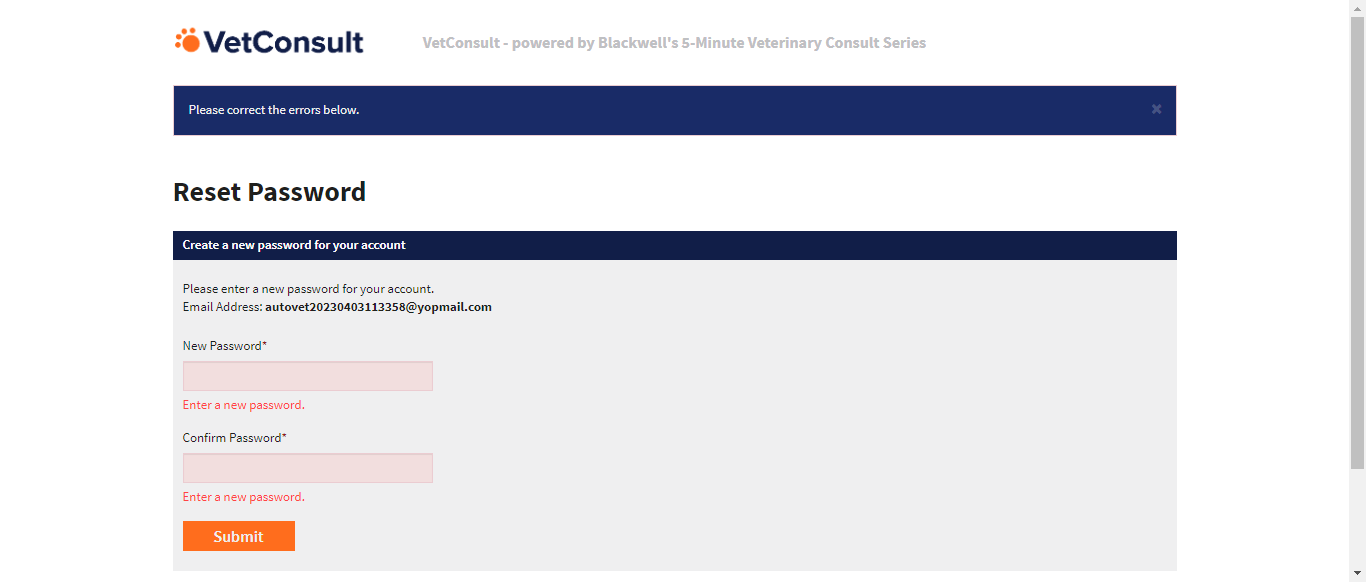 VetConsult
VetConsult - powered by Blackwell's 5-Minute Veterinary Consult Series
Please correct the errors below.
×
Reset Password
Create a new password for your account
Please enter a new password for your account.
Email Address: autovet20230403113358@yopmail.com
New Password*
Enter a new password.
Confirm Password*
Enter a new password.
Submit